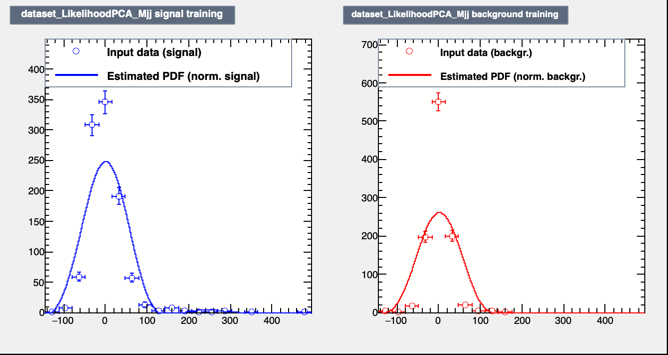 dataset_LikelihoodPCA_Mjj signal training
Input data (signal)
Estimated PDF (norm. signal)
400
350
300
250
200
150
100
50
0
−100 0 100 200 300 400
dataset_LikelihoodPCA_Mjj background training
Input data (backgr.)
Estimated PDF (norm. backgr.)
700
600
500
400
300
200
100
0
−100 0 100 200 300 400